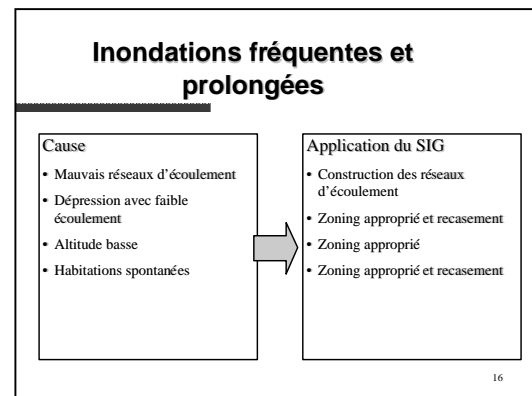 Inondations fréquentes et
prolongées
Cause
• Mauvais réseaux d'écoulement
• Dépression avec faible
écoulement
• Altitude basse
• Habitations spontanées
Application du SIG
• Construction des réseaux
d'écoulement
• Zoning approprié et recasement
• Zoning approprié
• Zoning approprié et recasement
16